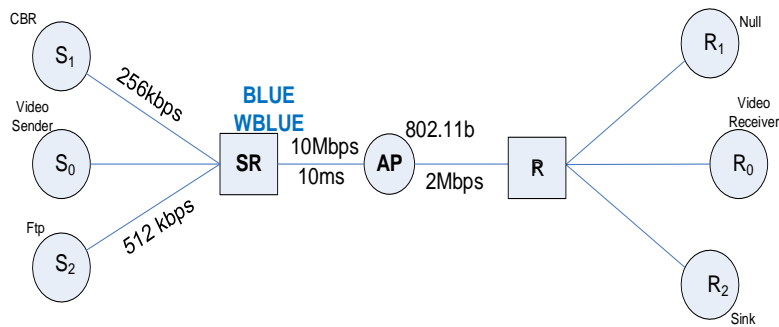 CBR
S1
256kbps
Video
Sender
S0
Ftp
S2
512 kbps
BLUE
WBLUE
SR
10Mbps
10ms
AP
802.11b
2Mbps
R
R1
Null
Video
Receiver
R0
R2
Sink